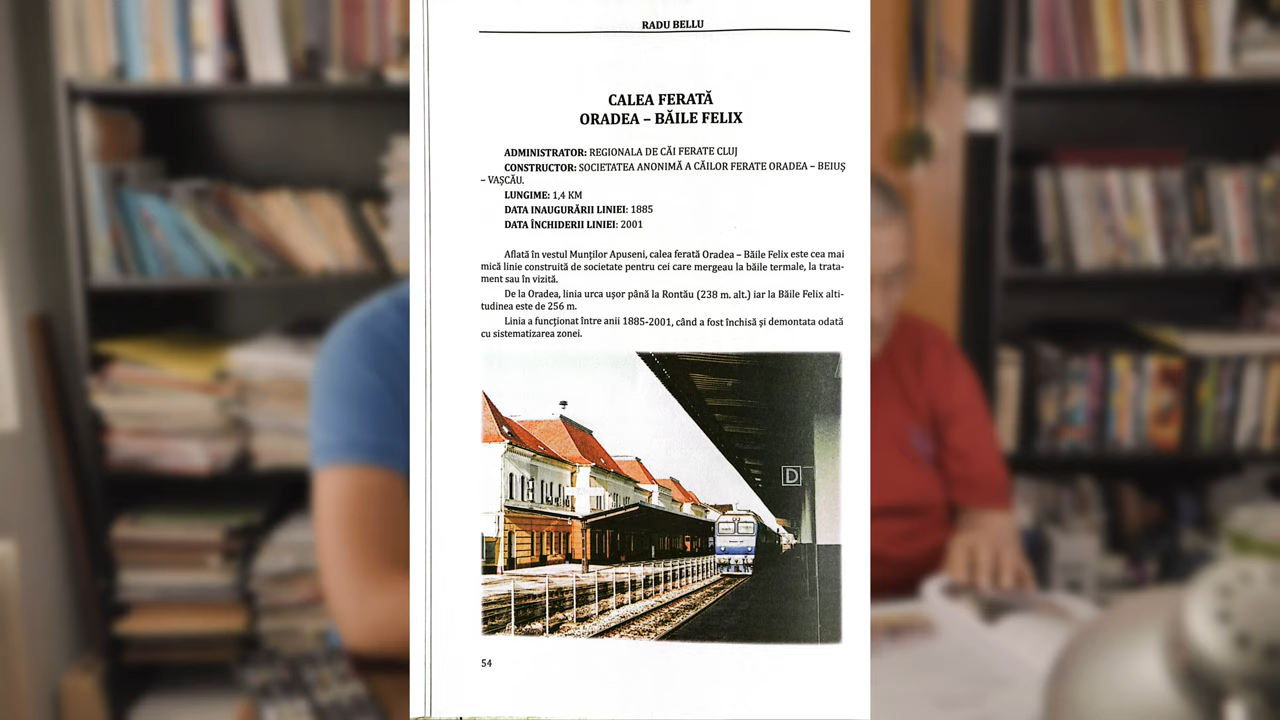 RADU BELLU
CALEA FERATĂ
ORADEA – BĂILE FELIX
ADMINISTRATOR: REGIONALA DE CĂI FERATE CLUJ
CONSTRUCTOR: SOCIETATEA ANONIMĂ A CĂILOR FERATE ORADEA – BEIUȘ
– VAȘCĂU.
LUNGIME: 1,4 KM
DATA INAUGURĂRII LINIEI: 1885
DATA ÎNCHIDERII LINIEI: 2001
Aflată în vestul Munților Apuseni, calea ferată Oradea – Băile Felix este cea mai
mică linie construită de societate pentru cei care mergeau la băile termale, la trata-
ment sau în vizită.
De la Oradea, linia urca ușor până la Rontău (238 m. alt.) iar la Băile Felix alti-
tudinea este de 256 m.
Linia a funcționat între anii 1885-2001, când a fost închisă și demontata odată
cu sistematizarea zonei.
D
54